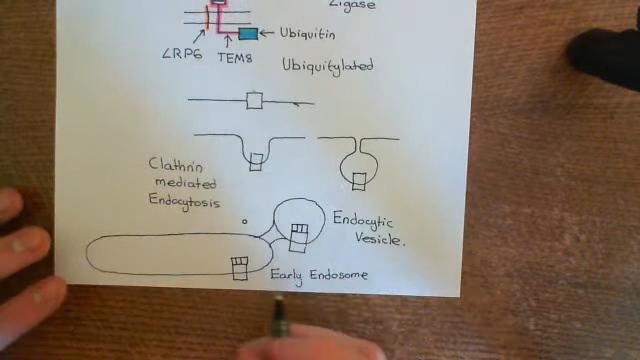 Ligase
Ubiquitin
LRP6
TEM8
Ubiquitylated
Clathrin
mediated
Endocytosis
Endocytic
Vesicle.
Early Endosome